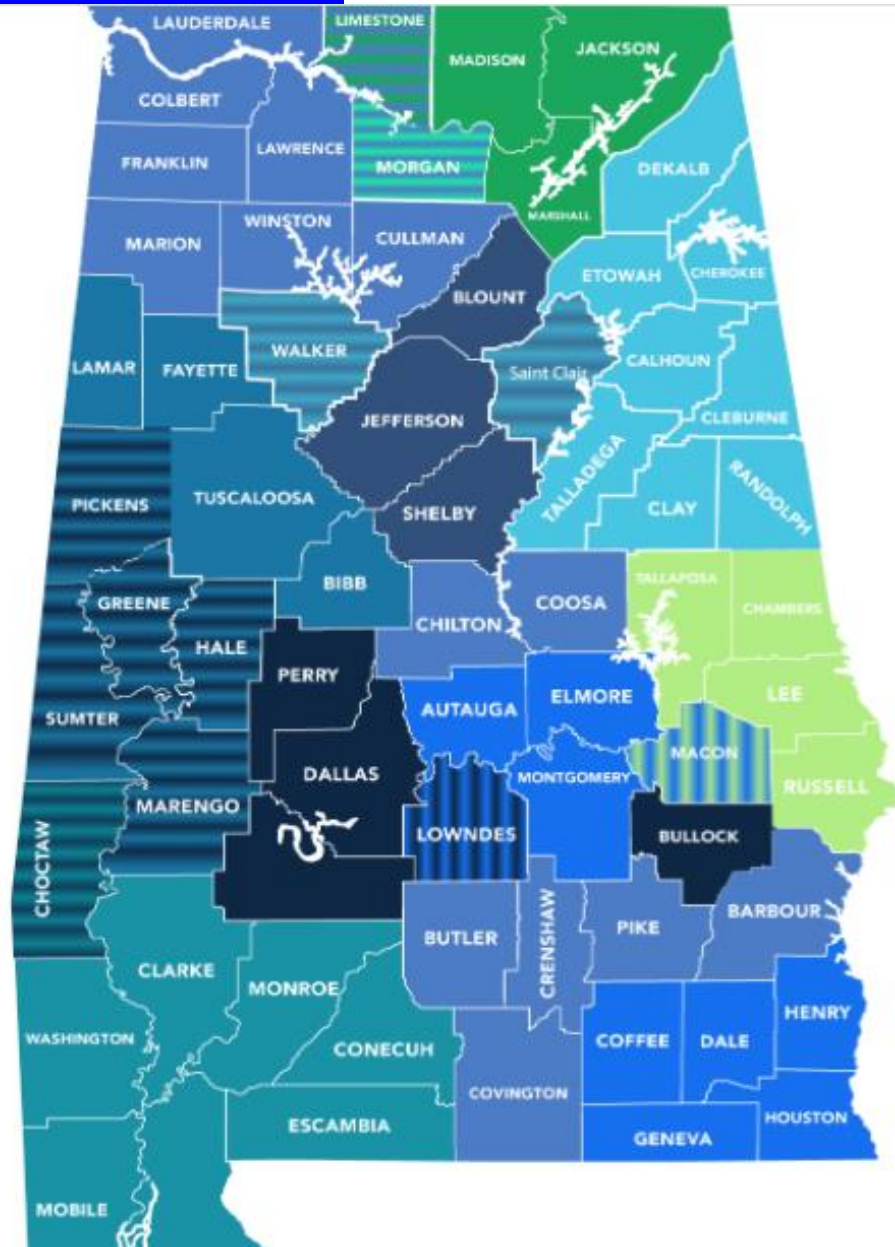 LAUDERDALE
LIMESTONE
MADISON
JACKSON
COLBERT
LAWRENCE
FRANKLIN
MORGAN
DEKALB
MARSHALL
MARION
WINSTON
CULLMAN
ETOWAH
CHEROKEE
BLOUNT
LAMAR
FAYETTE
WALKER
Saint Clair
CALHOUN
JEFFERSON
CLEBURNE
PICKENS
TUSCALOOSA
SHELBY
TALLADEGA
CLAY
RANDOLPH
GREENE
BIBB
HALE
CHILTON
COOSA
TALLAPOOSA
CHAMBERS
PERRY
SUMTER
AUTAUGA
ELMORE
LEE
DALLAS
MARENGO
MONTGOMERY
MACON
RUSSELL
LOWNDES
BULLOCK
CHOCTAW
CLARKE
BUTLER
CRENSHAW
PIKE
BARBOUR
MONROE
WASHINGTON
CONECUH
COFFEE
DALE
HENRY
COVINGTON
ESCAMBIA
GENEVA
HOUSTON
MOBILE